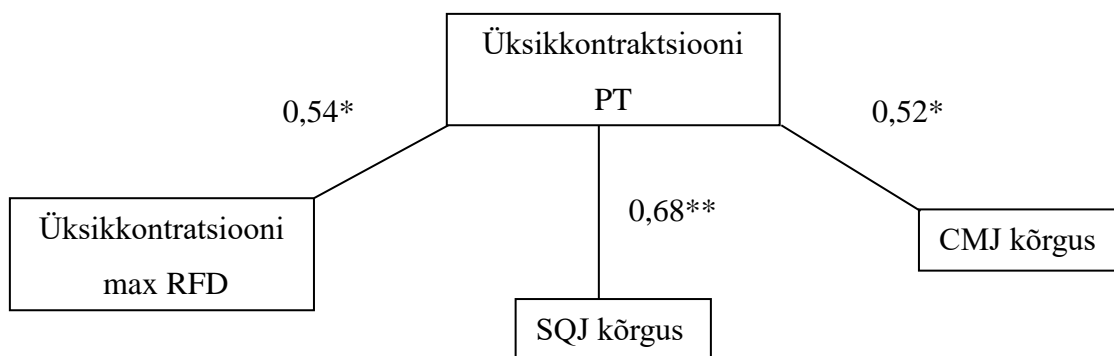 Üksikkontraktsiooni
PT
0,54*
0,52*
Üksikkontratsiooni
max RFD
0,68**
CMJ kõrgus
SQJ kõrgus